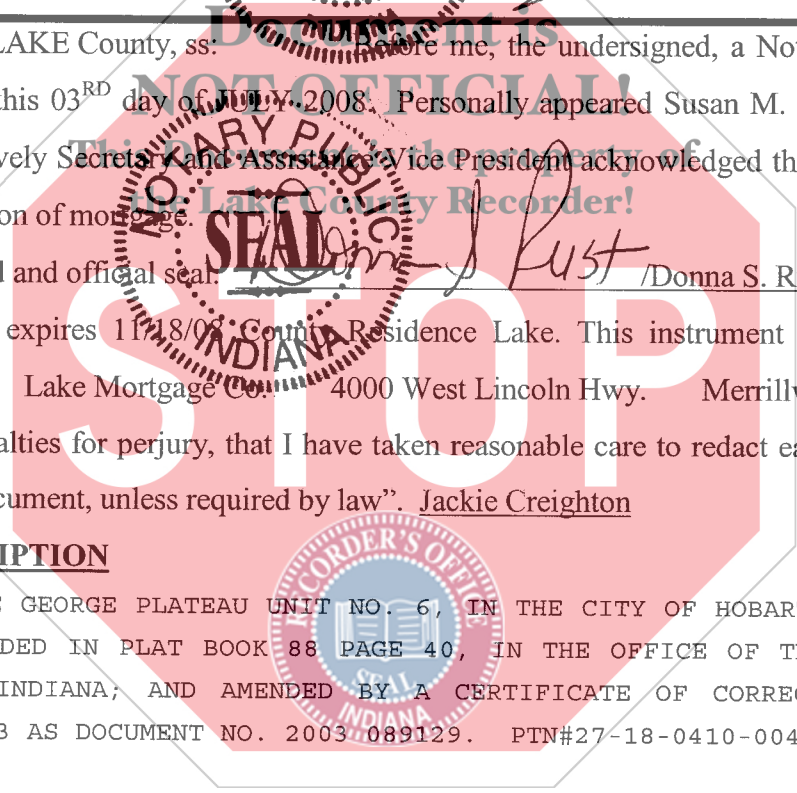 INDIANA
LAKE County, ss: Before me, the undersigned, a No
this 03RD day of JULY 2008. Personally appeared Susan M.
vely Secretary and Assistance Vice President acknowledged th
on of mortgage.
d and official seal. Donna S Rust /Donna S. R
expires 11/18/08 County Residence Lake. This instrument
Lake Mortgage Co. 4000 West Lincoln Hwy. Merrillv
alties for perjury, that I have taken reasonable care to redact ea
cument, unless required by law”. Jackie Creighton
IPTION
GEORGE PLATEAU UNIT NO. 6, IN THE CITY OF HOBAR
DED IN PLAT BOOK 88 PAGE 40, IN THE OFFICE OF T
INDIANA; AND AMENDED BY A CERTIFICATE OF CORREC
3 AS DOCUMENT NO. 2003 089129. PTN#27-18-0410-004
Document is
NOT OFFICIAL!
This Document is the property of
the Lake County Recorder!
STOP
NOTARY PUBLIC
SEAL
INDIANA
RECORDER'S OFFICE
SEAL
INDIANA